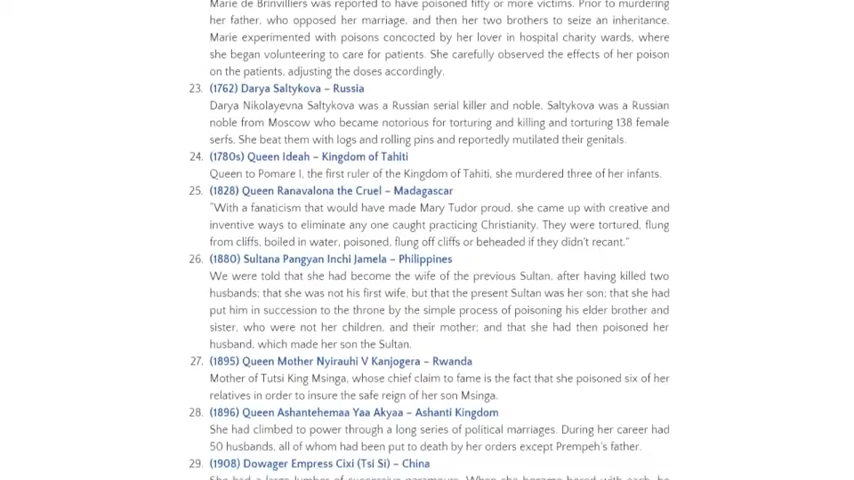 Marie de Brinvilliers was reported to have poisoned fifty or more victims. Prior to murdering
her father, who opposed her marriage, and then her two brothers to seize an inheritance.
Marie experimented with poisons concocted by her lover in hospital charity wards, where
she began volunteering to care for patients. She carefully observed the effects of her poison
on the patients, adjusting the doses accordingly.
23. (1762) Darya Saltykova – Russia
Darya Nikolayevna Saltykova was a Russian serial killer and noble. Saltykova was a Russian
noble from Moscow who became notorious for torturing and killing and torturing 138 female
serfs. She beat them with logs and rolling pins and reportedly mutilated their genitals.
24. (1780s) Queen Ideah – Kingdom of Tahiti
Queen to Pomare I, the first ruler of the Kingdom of Tahiti, she murdered three of her infants.
25. (1828) Queen Ranavalona the Cruel – Madagascar
"With a fanaticism that would have made Mary Tudor proud, she came up with creative and
inventive ways to eliminate any one caught practicing Christianity. They were tortured, flung
from cliffs, boiled in water, poisoned, flung off cliffs or beheaded if they didn't recant."
26. (1880) Sultana Pangyan Inchi Jamela – Philippines
We were told that she had become the wife of the previous Sultan, after having killed two
husbands; that she was not his first wife, but that the present Sultan was her son; that she had
put him in succession to the throne by the simple process of poisoning his elder brother and
sister, who were not her children, and their mother; and that she had then poisoned her
husband, which made her son the Sultan.
27. (1895) Queen Mother Nyirauhi V Kanjogera – Rwanda
Mother of Tutsi King Msinga, whose chief claim to fame is the fact that she poisoned six of her
relatives in order to insure the safe reign of her son Msinga.
28. (1896) Queen Ashantehemaa Yaa Akyaa – Ashanti Kingdom
She had climbed to power through a long series of political marriages. During her career had
50 husbands, all of whom had been put to death by her orders except Prempeh's father.
29. (1908) Dowager Empress Cixi (Tsi Si) – China
She had a large number of successive paramours. When she became bored with each, he